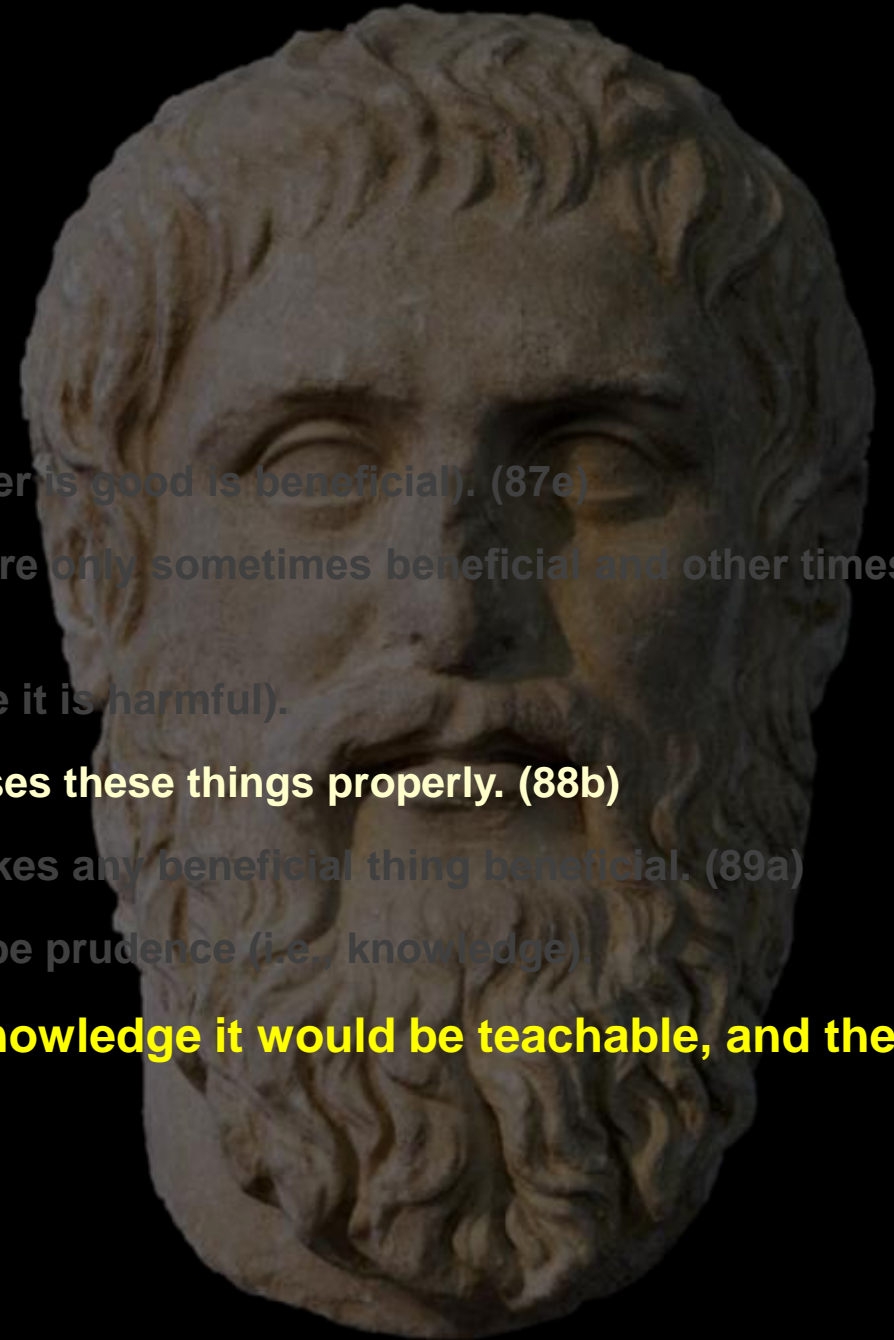 er is good is beneficial). (87e)
re only sometimes beneficial and other times
e it is harmful).
ses these things properly. (88b)
kes any beneficial thing beneficial. (89a)
be prudence (i.e., knowledge)
nowledge it would be teachable, and the